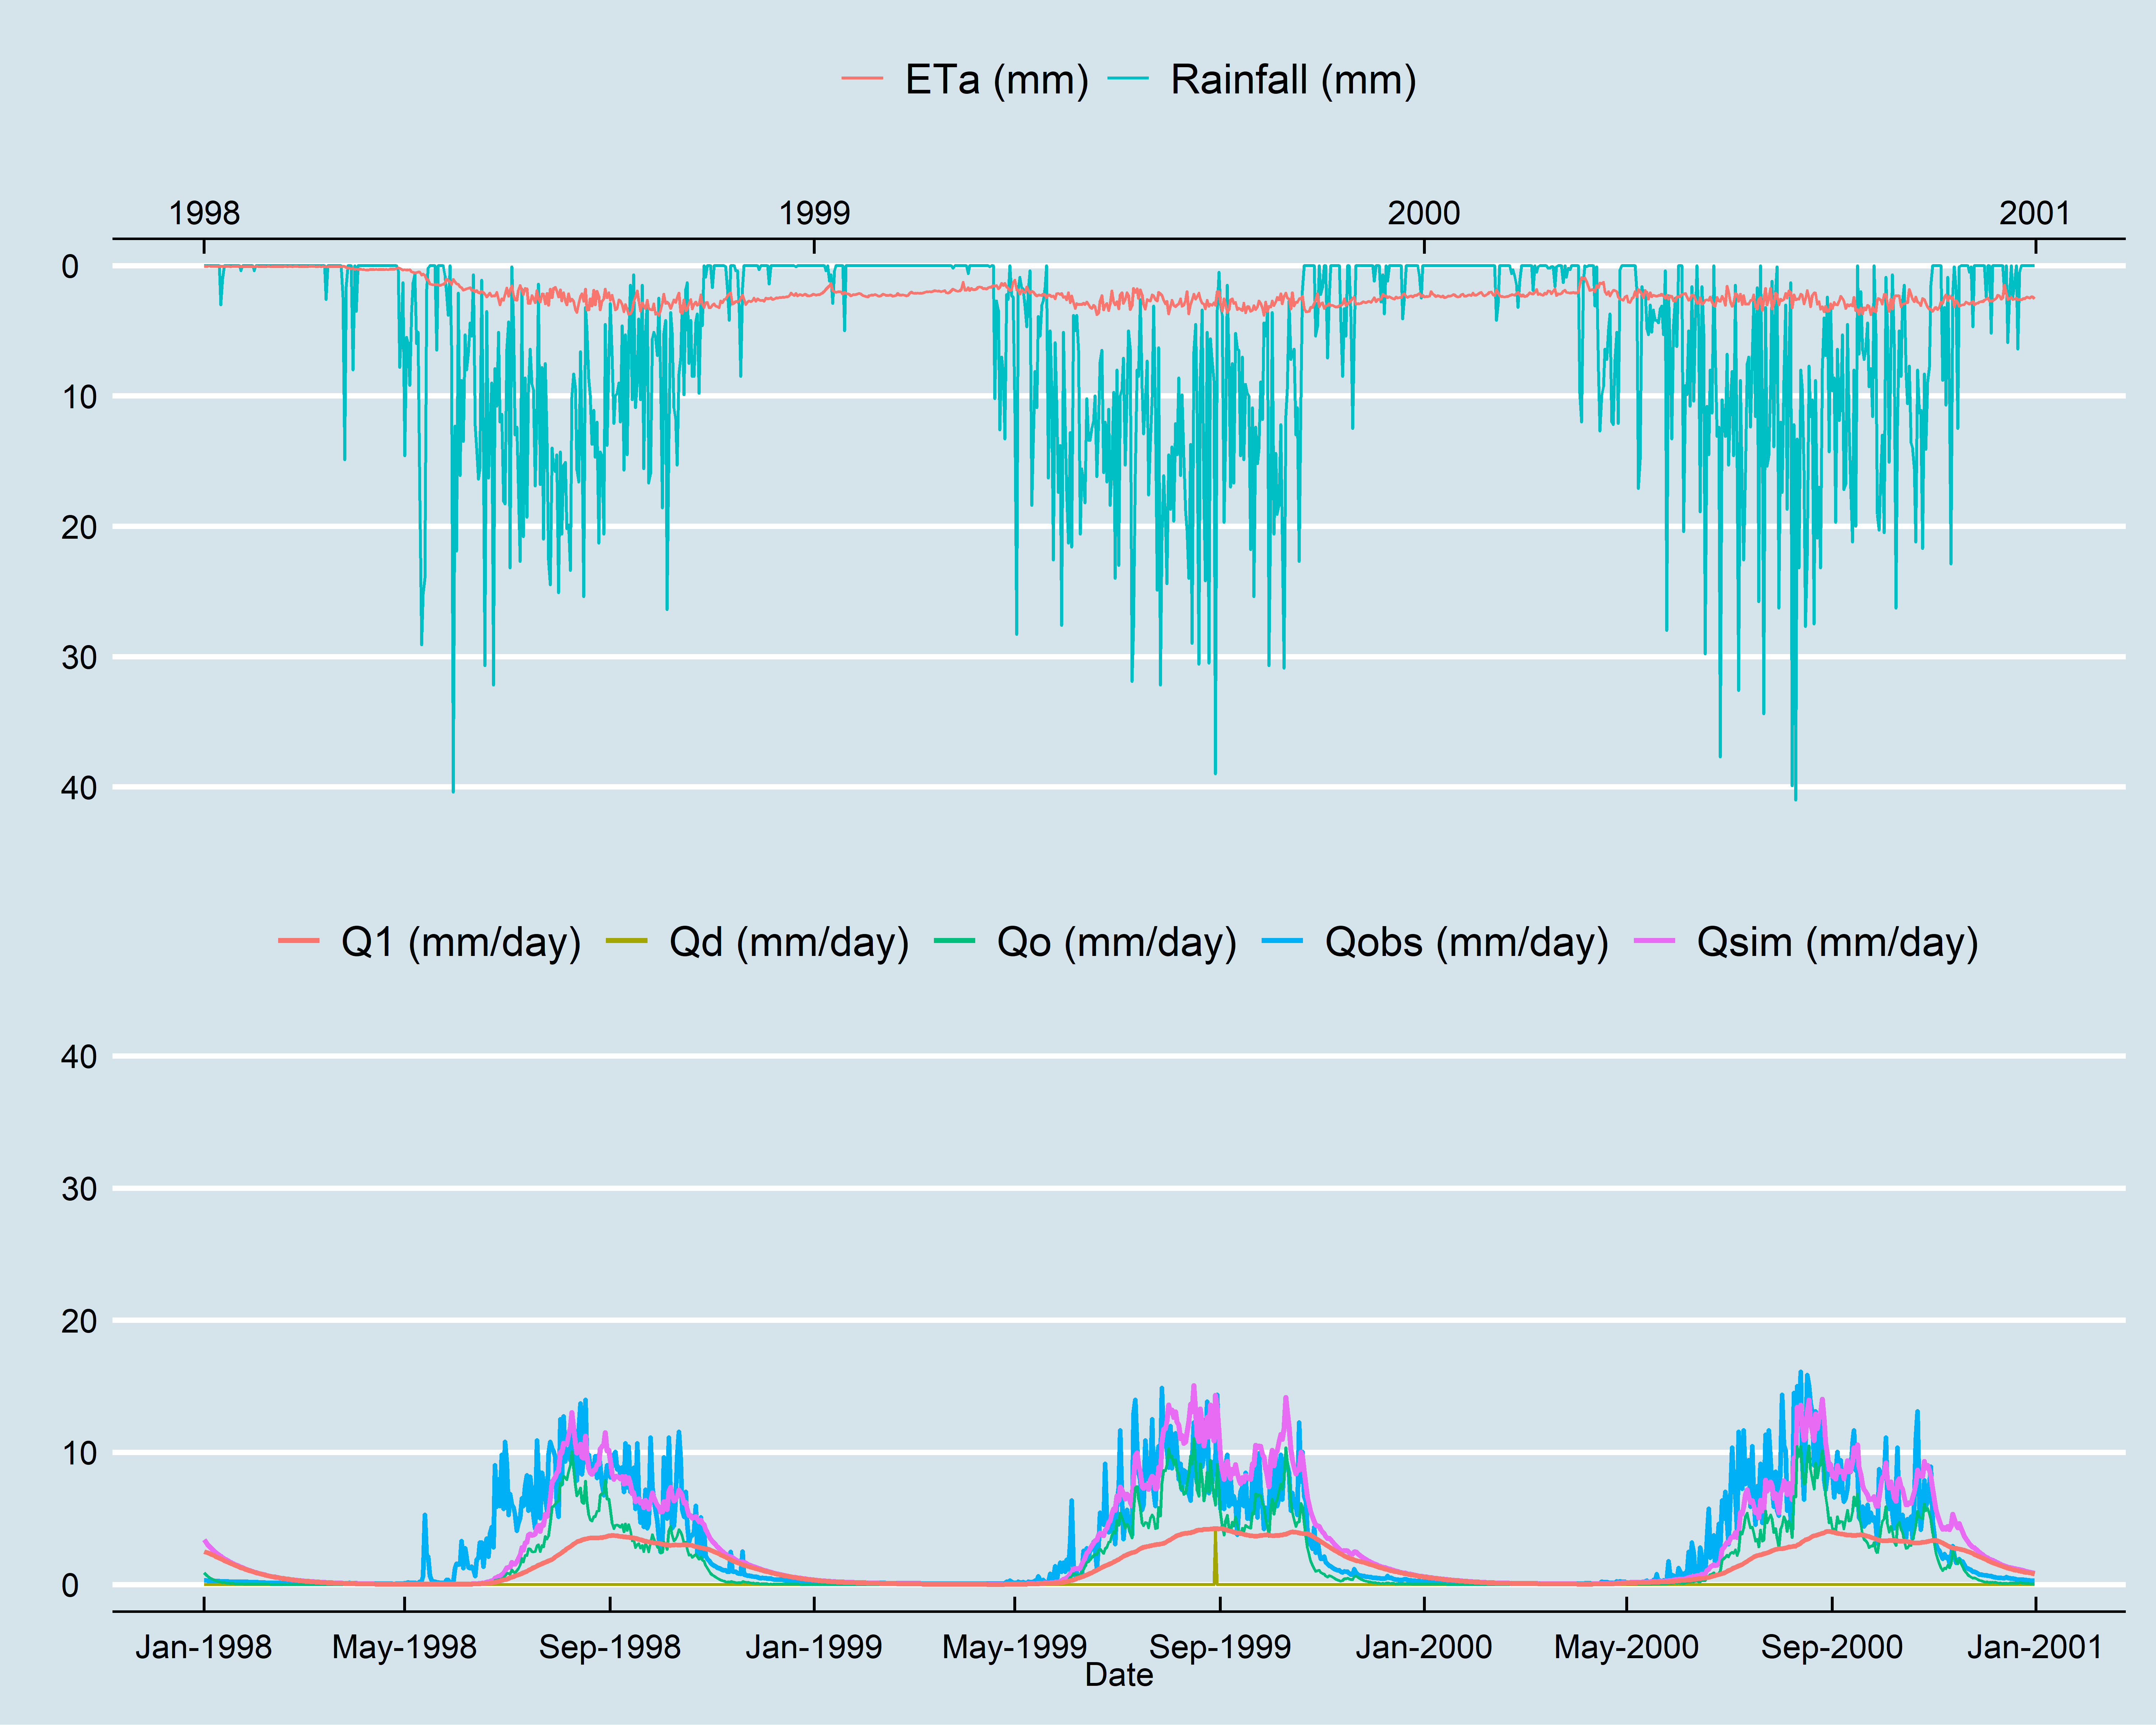 ETa (mm) Rainfall (mm)
1998 1999 2000 2001
0
10
20
30
40
Q1 (mm/day) Qd (mm/day) Qo (mm/day) Qobs (mm/day) Qsim (mm/day)
40
30
20
10
0
Jan-1998 May-1998 Sep-1998 Jan-1999 May-1999 Sep-1999 Jan-2000 May-2000 Sep-2000 Jan-2001
Date